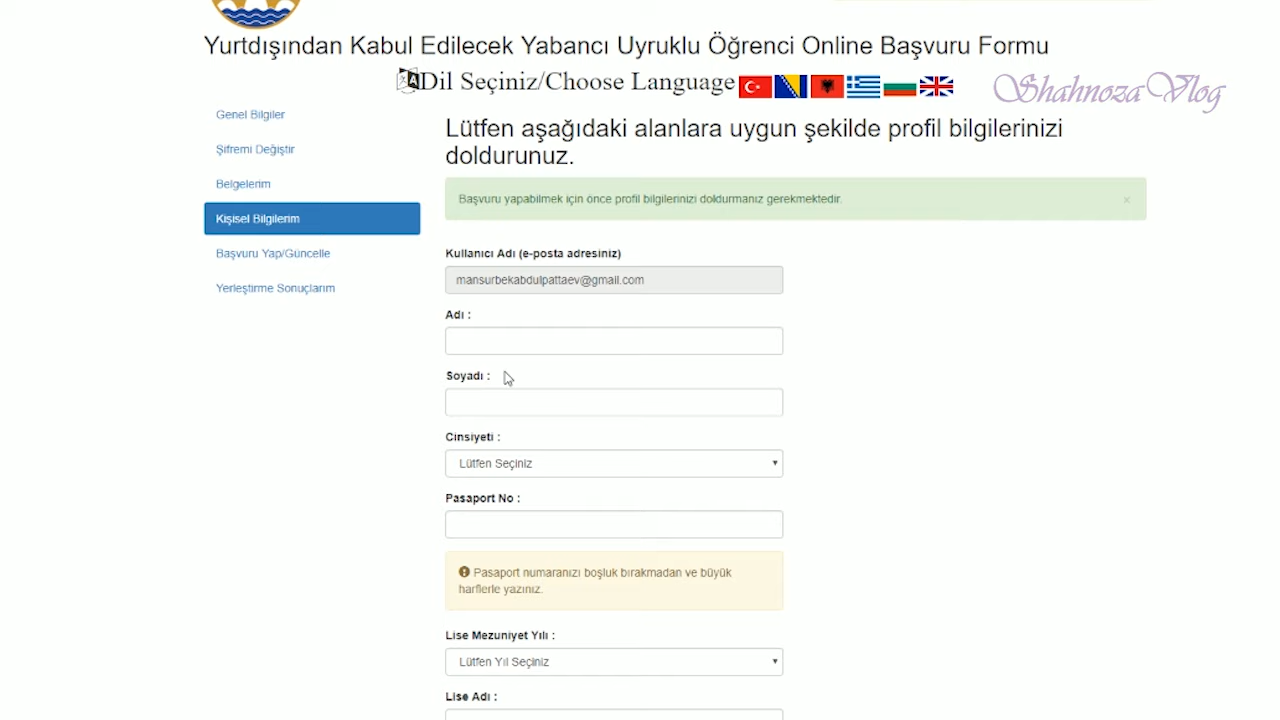 Yurtdışından Kabul Edilecek Yabancı Uyruklu Öğrenci Online Başvuru Formu
Dil Seçiniz/Choose Language
ShahnozaVlog
Genel Bilgiler
Şifremi Değiştir
Belgelerim
Kişisel Bilgilerim
Başvuru Yap/Güncelle
Yerleştirme Sonuçlarım
Lütfen aşağıdaki alanlara uygun şekilde profil bilgilerinizi
doldurunuz.
Başvuru yapabilmek için önce profil bilgilerinizi doldurmanız gerekmektedir.
×
Kullanıcı Adı (e-posta adresiniz)
mansurbekabdulpattaev@gmail.com
Adı :
Soyadı :
Cinsiyeti :
Lütfen Seçiniz
Pasaport No :
Pasaport numaranızı boşluk bırakmadan ve büyük
harflerle yazınız.
Lise Mezuniyet Yılı :
Lütfen Yıl Seçiniz
Lise Adı :